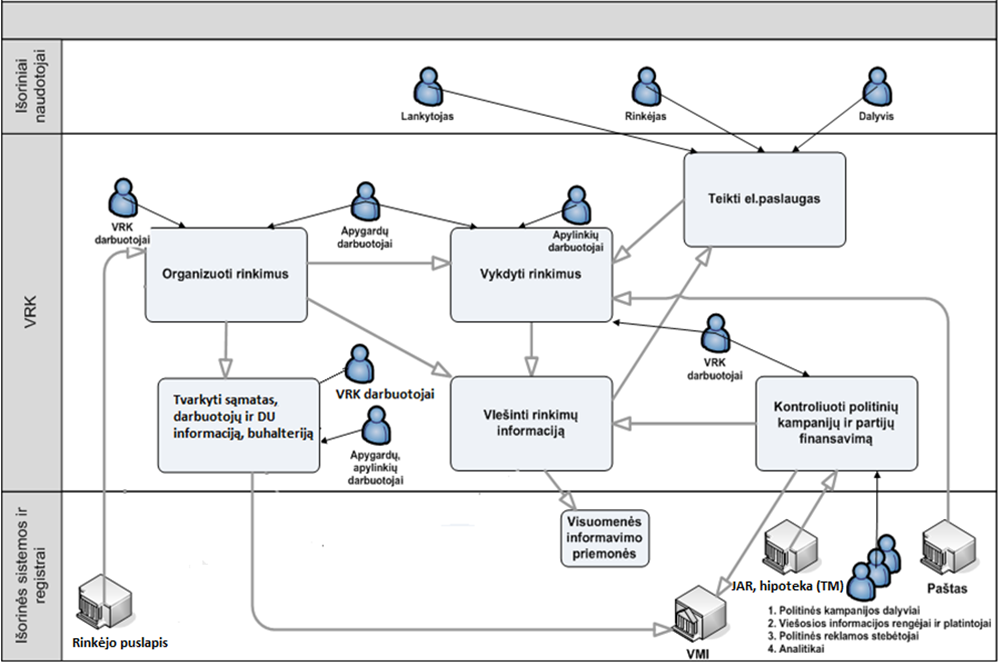 Išoriniai
naudotojai
Lankytojas
Rinkėjas
Dalyvis
VRK
VRK
darbuotojai
Apygardų
darbuotojai
Apylinkių
darbuotojai
Teikti el.paslaugas
Organizuoti rinkimus
Vykdyti rinkimus
VRK
darbuotojai
Tvarkyti sąmatas,
darbuotojų ir DU
informaciją, buhalteriją
VRK darbuotojai
Apygardų,
apylinkių
darbuotojai
VIešinti rinkimų
informaciją
Kontroliuoti politinių
kampanijų ir partijų
finansavimą
Išorinės sistemos ir
registrai
Rinkėjo puslapis
Visuomenės
informavimo
priemonės
VMI
JAR, hipoteka (TM)
Paštas
1. Politinės kampanijos dalyviai
2. Viešosios informacijos rengėjai ir platintojai
3. Politinės reklamos stebėtojai
4. Analitikai